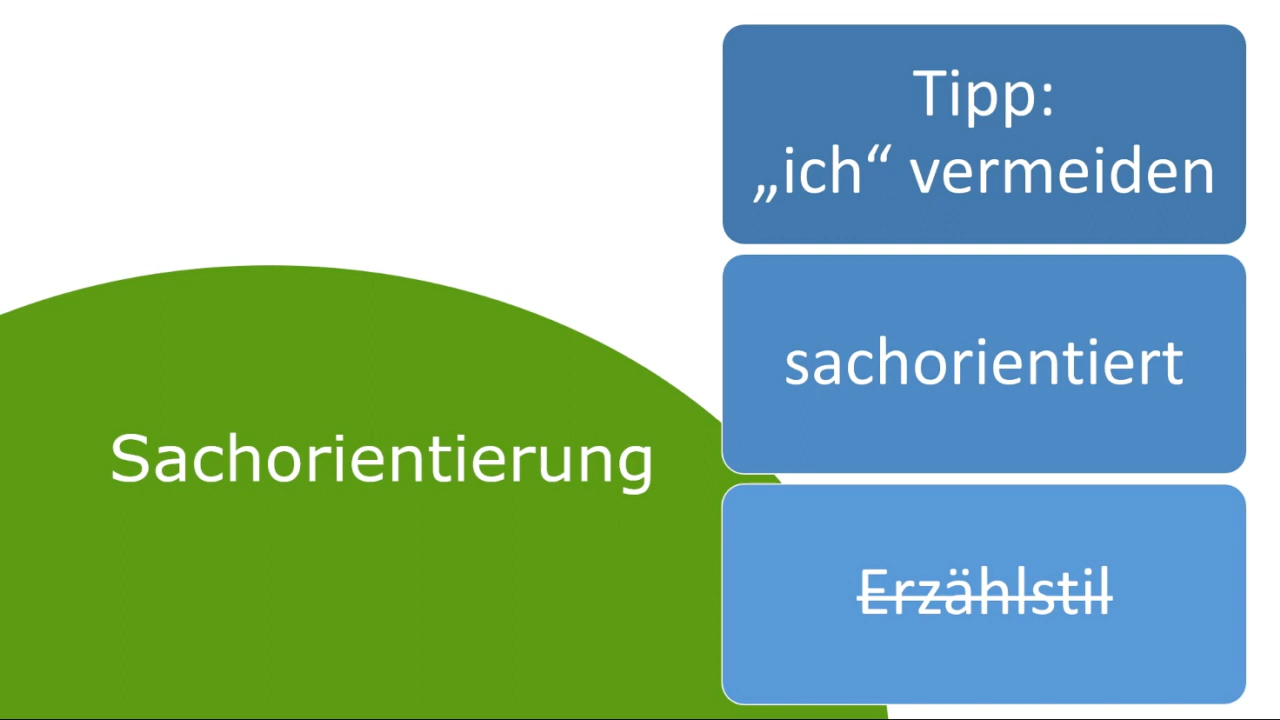 Sachorientierung
Tipp:
„ich“ vermeiden
sachorientiert
Erzählstil